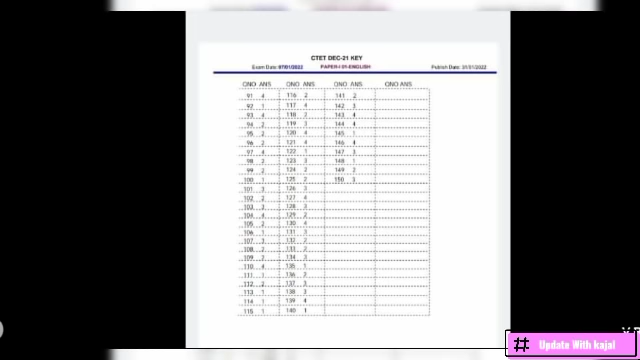 CTET DEC-21 KEY
Exam Date: 07/01/2022 PAPER-I 01-ENGLISH Publish Date: 31/01/2022
QNO ANS QNO ANS QNO ANS QNO ANS
91 4 116 2 141 2
92 1 117 4 142 3
93 4 118 2 143 4
94 2 119 3 144 4
95 2 120 4 145 1
96 2 121 4 146 4
97 4 122 1 147 3
98 2 123 3 148 1
99 2 124 2 149 2
100 1 125 2 150 3
101 3 126 3
102 2 127 4
103 2 128 3
104 4 129 2
105 2 130 4
106 1 131 3
107 132 2
108 2 133 2
109 2 134 3
110 4 135 1
111 1 136 2
112 2 137 3
113 1 138
114 1 139 4
115 1 140 1
# Update With kajal